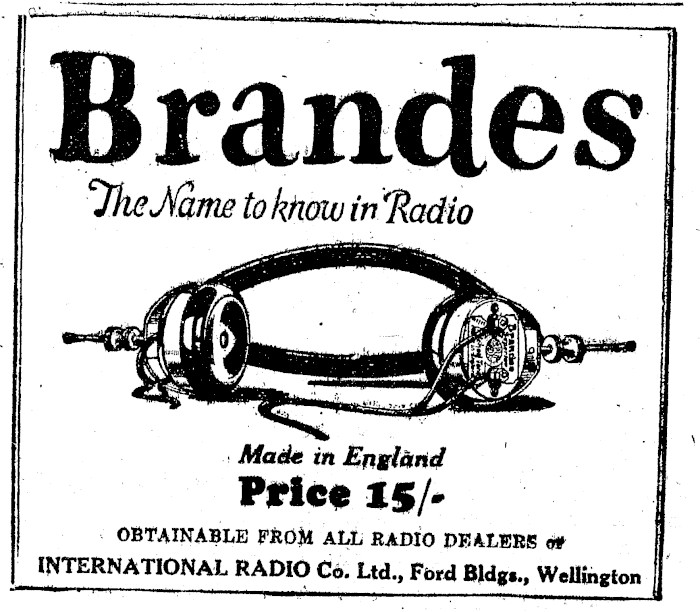 Brandes
The Name to know in Radio
Brandes
Made in England
Price 15/-
OBTAINABLE FROM ALL RADIO DEALERS or
INTERNATIONAL RADIO Co. Ltd., Ford Bldgs., Wellington